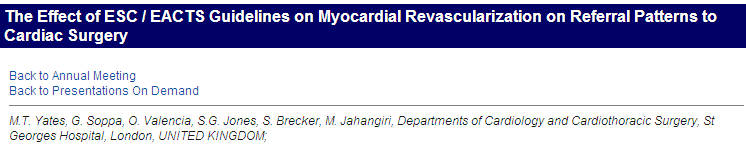 The Effect of ESC / EACTS Guidelines on Myocardial Revascularization on Referral Patterns to
Cardiac Surgery
Back to Annual Meeting
Back to Presentations On Demand
M.T. Yates, G. Soppa, O. Valencia, S.G. Jones, S. Brecker, M. Jahangiri, Departments of Cardiology and Cardiothoracic Surgery, St
Georges Hospital, London, UNITED KINGDOM;